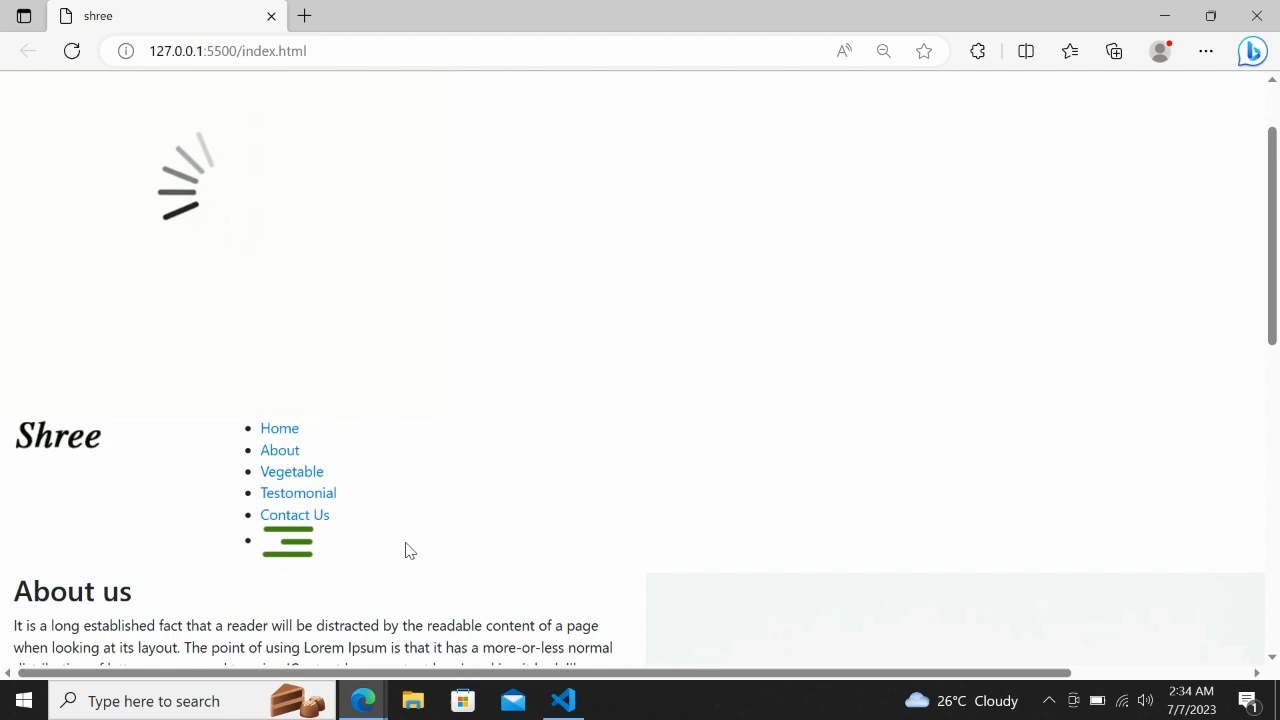 shree
127.0.0.1:5500/index.html
Shree
Home
About
Vegetable
Testomonial
Contact Us
About us
It is a long established fact that a reader will be distracted by the readable content of a page
when looking at its layout. The point of using Lorem Ipsum is that it has a more-or-less normal
Type here to search
26°C Cloudy
2:34 AM
7/7/2023
1